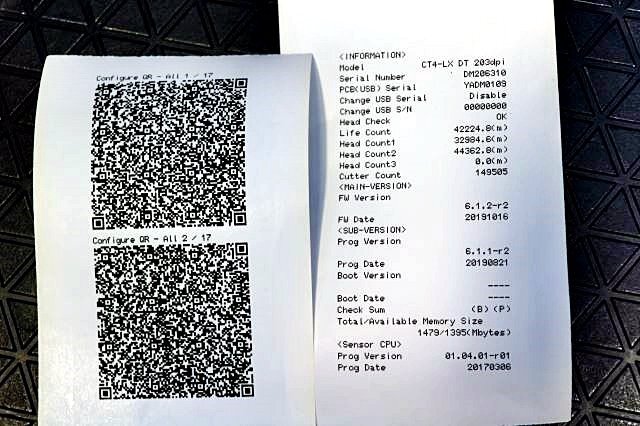 Configure QR - All 1 / 17
Configure QR - All 2 / 17
<INFORMATION>
Model CT4-LX DT 203dpi
Serial Number DM206310
PCB(USB) Serial YADM0109
Change USB Serial Disable
Change USB S/N 00000000
Head Check OK
Life Count 42224.8(m)
Head Count1 32984.6(m)
Head Count2 44362.8(m)
Head Count3 0.0(m)
Cutter Count 149505
<MAIN-VERSION>
FW Version
6.1.2-r2
FW Date 20191016
<SUB-VERSION>
Prog Version
6.1.1-r2
Prog Date 20190821
Boot Version
----
Boot Date ----
Check Sum (B) (P)
Total/Available Memory Size
1479/1395(Mbytes)
<Sensor CPU>
Prog Version 01.04.01-r01
Prog Date 20170306